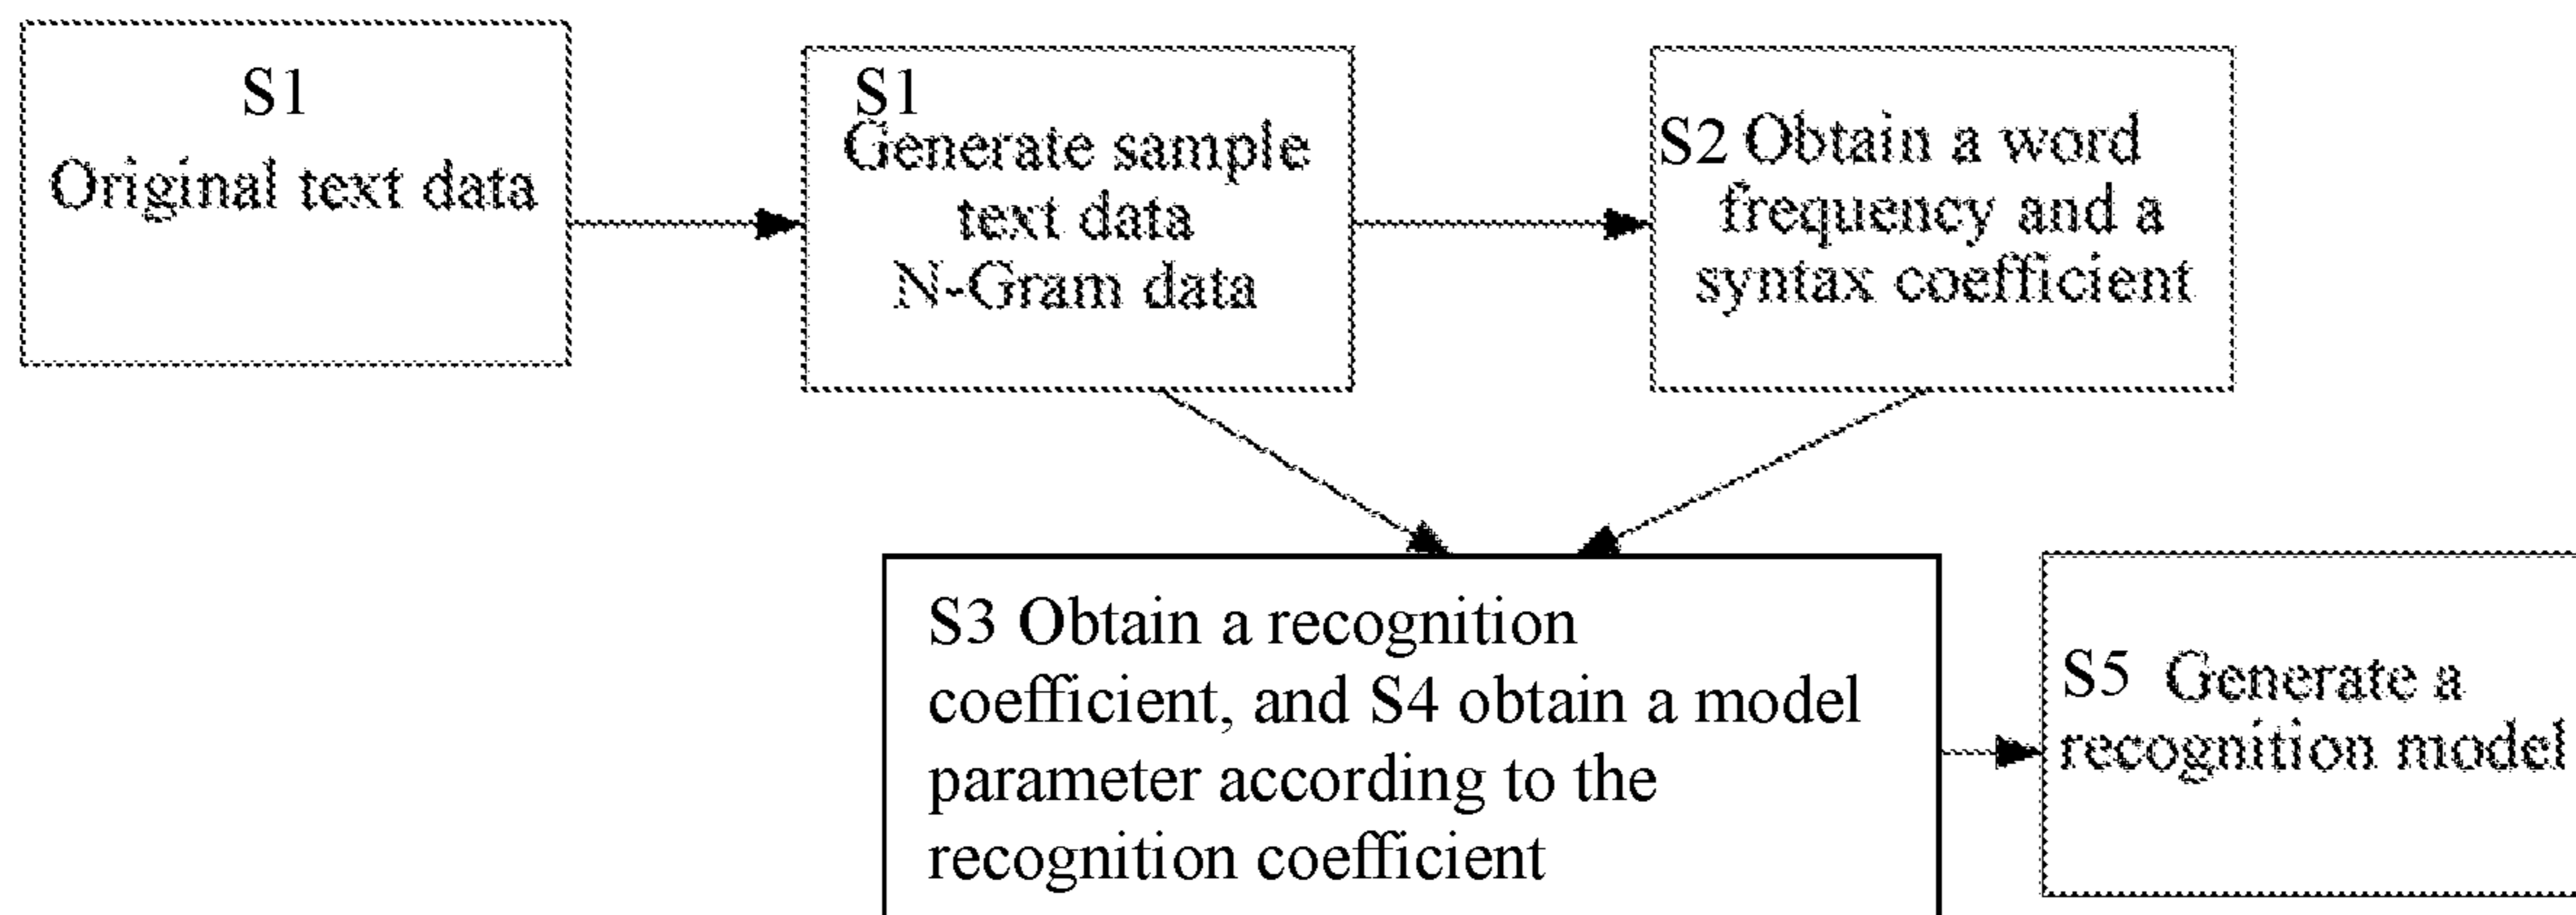 S1
Original text data
S1
Generate sample
text data
N-Gram data
S2 Obtain a word
frequency and a
syntax coefficient
S3 Obtain a recognition
coefficient, and S4 obtain a model
parameter according to the
recognition coefficient
S5 Generate a
recognition model